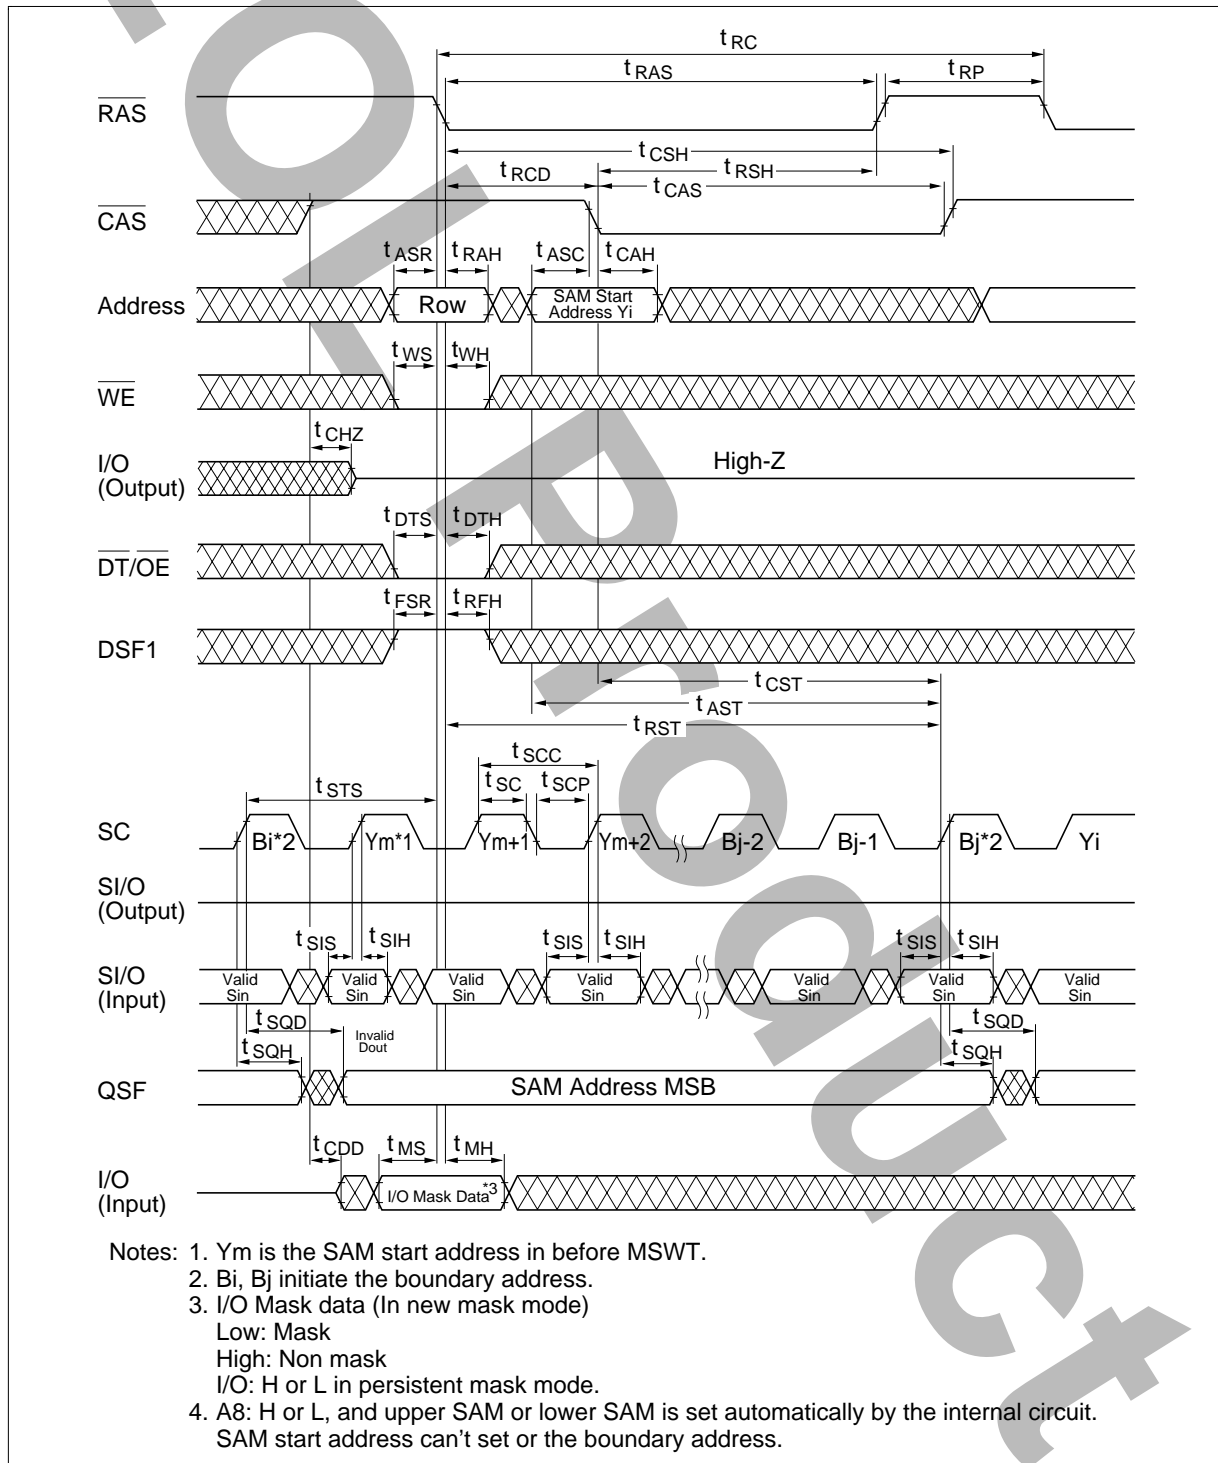 tRC
tRAS
tRP
RAS
tCSH
tRCD
tRSH
tCAS
CAS
tASR
tRAH
tASC
tCAH
Address
Row
SAM Start
Address Yi
tWS
tWH
WE
tCHZ
I/O
(Output)
High-Z
tDTS
tDTH
DT/OE
tFSR
tRFH
DSF1
tCST
tAST
tRST
tSCC
tSTS
tSC
tSCP
SC
Bi*2
Ym*1
Ym+1
Ym+2
Bj-2
Bj-1
Bj*2
Yi
SI/O
(Output)
tSIS
tSIH
tSIS
tSIH
tSIS
tSIH
SI/O
(Input)
Valid
Sin
Valid
Sin
Valid
Sin
Valid
Sin
Valid
Sin
Valid
Sin
Valid
Sin
tSQD
Invalid
Dout
tSQD
tSQH
tSQH
QSF
SAM Address MSB
tCDD
tMS
tMH
I/O
(Input)
I/O Mask Data*3
Notes: 1. Ym is the SAM start address in before MSWT.
2. Bi, Bj initiate the boundary address.
3. I/O Mask data (In new mask mode)
Low: Mask
High: Non mask
I/O: H or L in persistent mask mode.
4. A8: H or L, and upper SAM or lower SAM is set automatically by the internal circuit.
SAM start address can't set or the boundary address.
OL Product